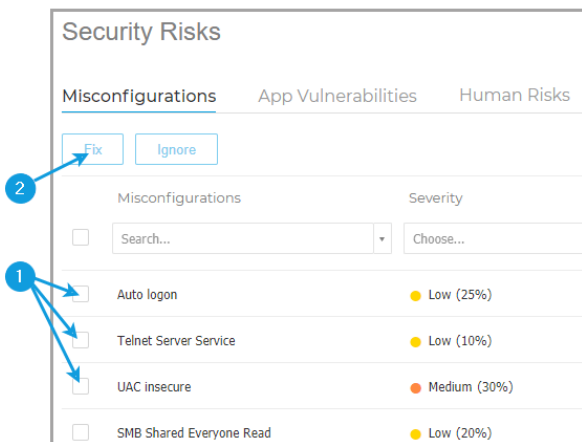 Security Risks
Misconfigurations App Vulnerabilities Human Risks
Fix Ignore
2
Misconfigurations Severity
Search... Choose...
1
Auto logon Low (25%)
Telnet Server Service Low (10%)
UAC insecure Medium (30%)
SMB Shared Everyone Read Low (20%)